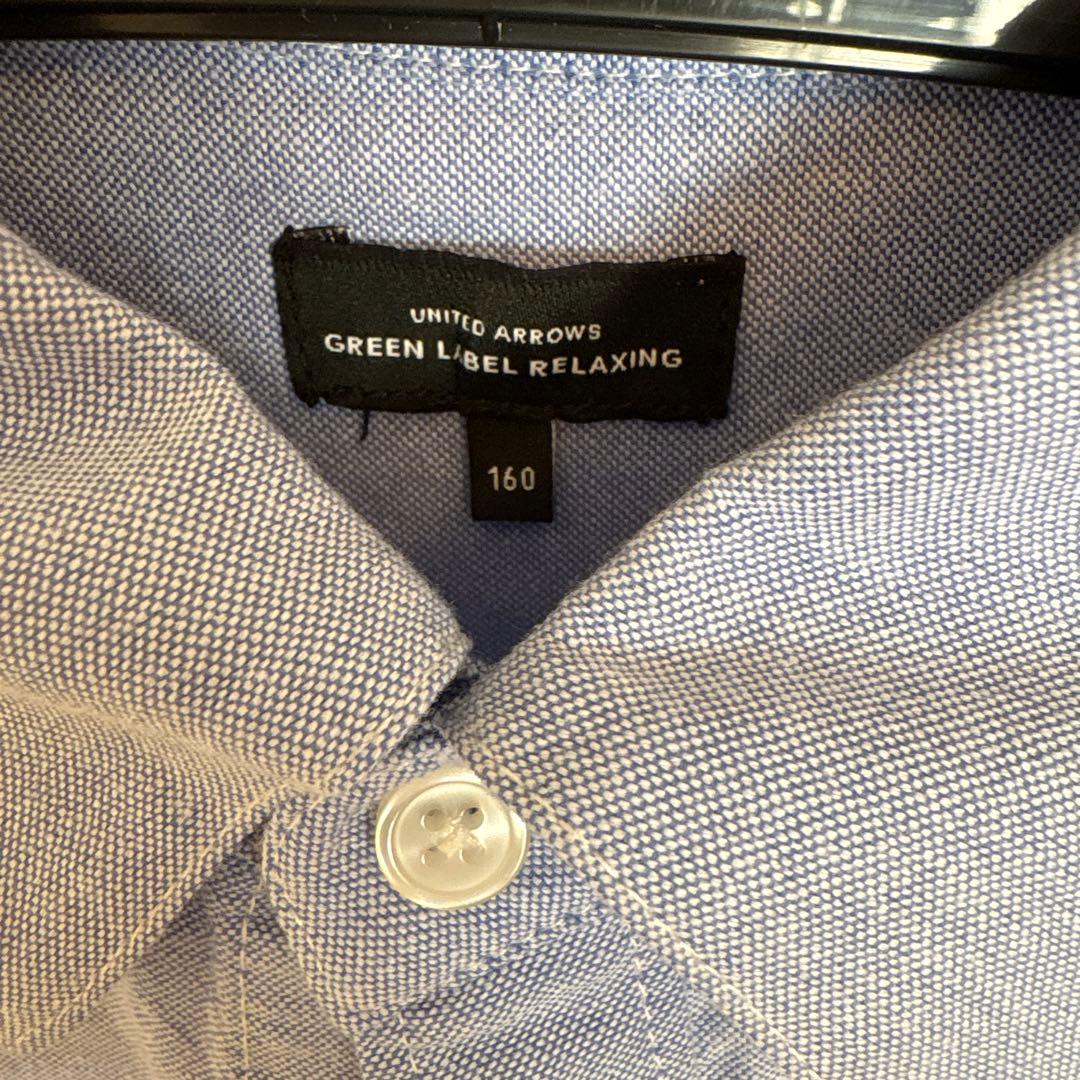 UNITED ARROWS
GREEN LABEL RELAXING
160